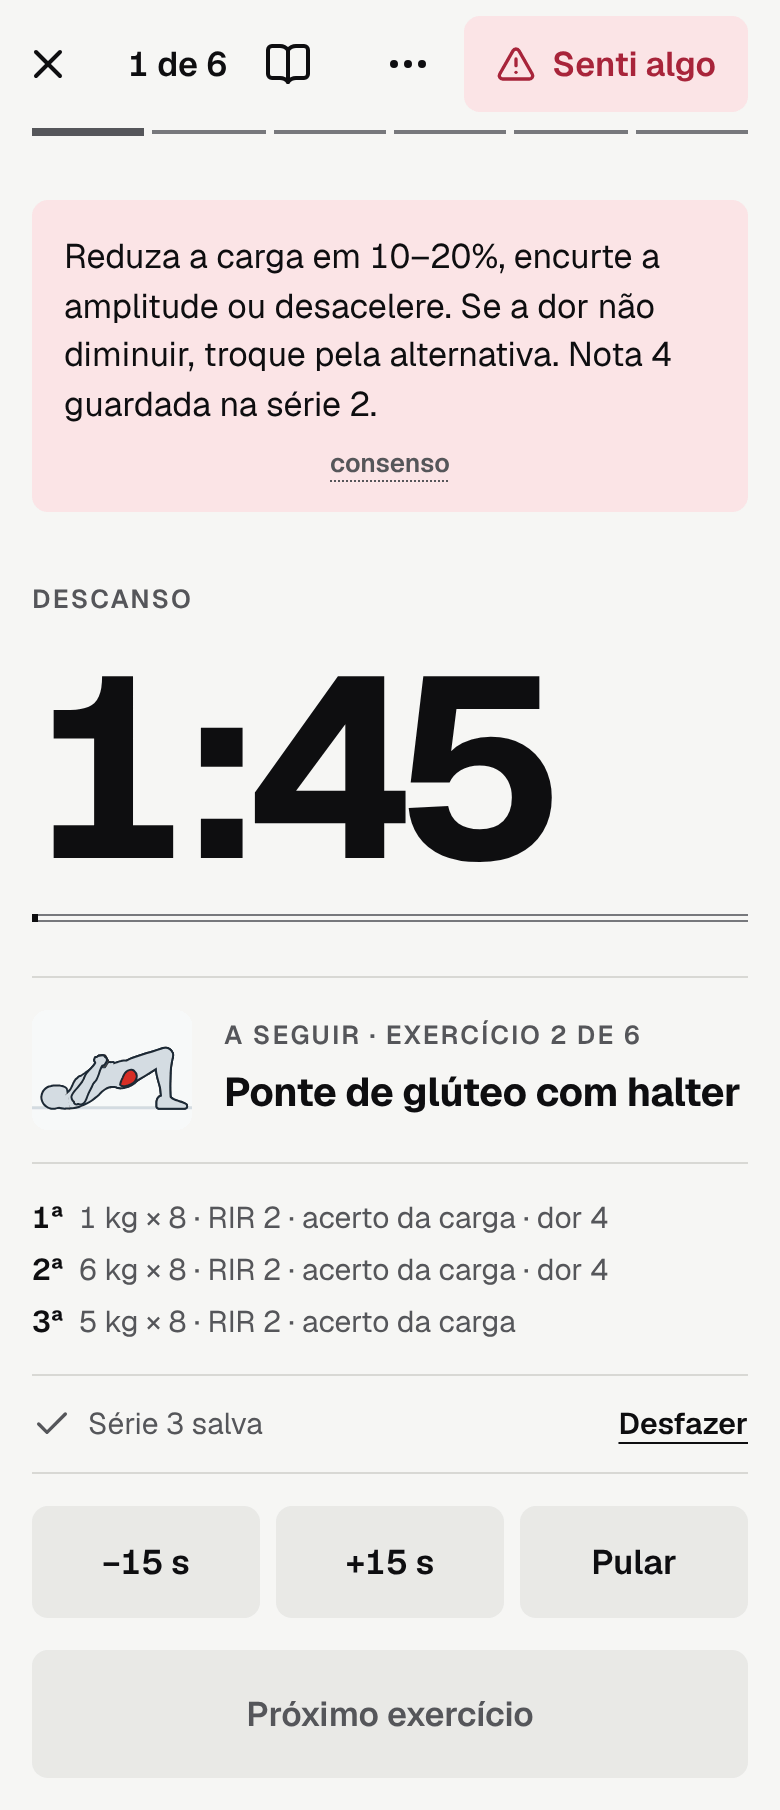 1 de 6
Senti algo
Reduza a carga em 10–20%, encurte a
amplitude ou desacelere. Se a dor não
diminuir, troque pela alternativa. Nota 4
guardada na série 2.
consenso
DESCANSO
1:45
A SEGUIR · EXERCÍCIO 2 DE 6
Ponte de glúteo com halter
1ª 1 kg × 8 · RIR 2 · acerto da carga · dor 4
2ª 6 kg × 8 · RIR 2 · acerto da carga · dor 4
3ª 5 kg × 8 · RIR 2 · acerto da carga
Série 3 salva
Desfazer
−15 s
+15 s
Pular
Próximo exercício